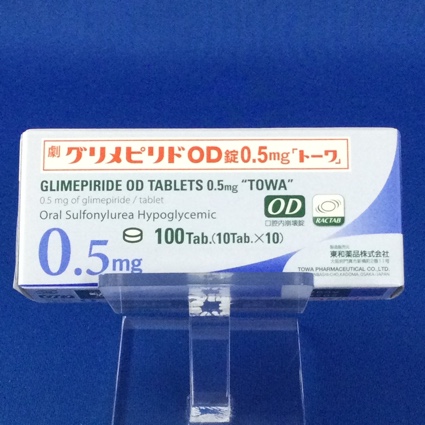 劇 グリメピリドOD錠0.5mg「トーワ」
GLIMEPIRIDE OD TABLETS 0.5mg “TOWA”
0.5 mg of glimepiride / tablet
Oral Sulfonylurea Hypoglycemic
OD
口腔内崩壊錠
RACTAB
100Tab.(10Tab.×10)
0.5mg
東和薬品株式会社
TOWA PHARMACEUTICAL CO., LTD.